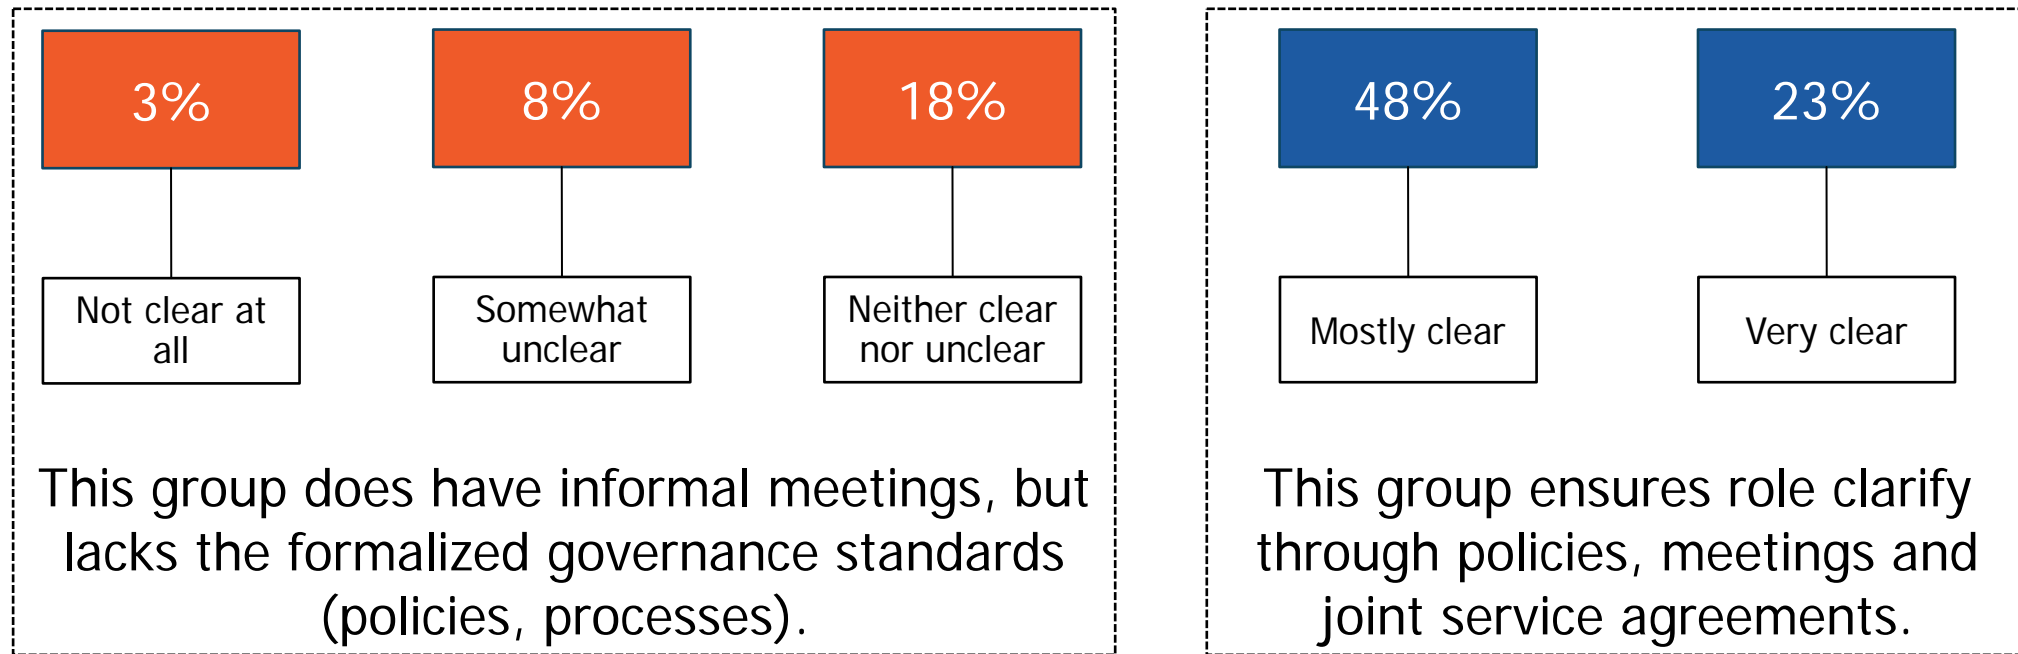 3%
8%
18%
48%
23%
Not clear at
all
Somewhat
unclear
Neither clear
nor unclear
Mostly clear
Very clear
This group does have informal meetings, but
lacks the formalized governance standards
(policies, processes).
This group ensures role clarify
through policies, meetings and
joint service agreements.